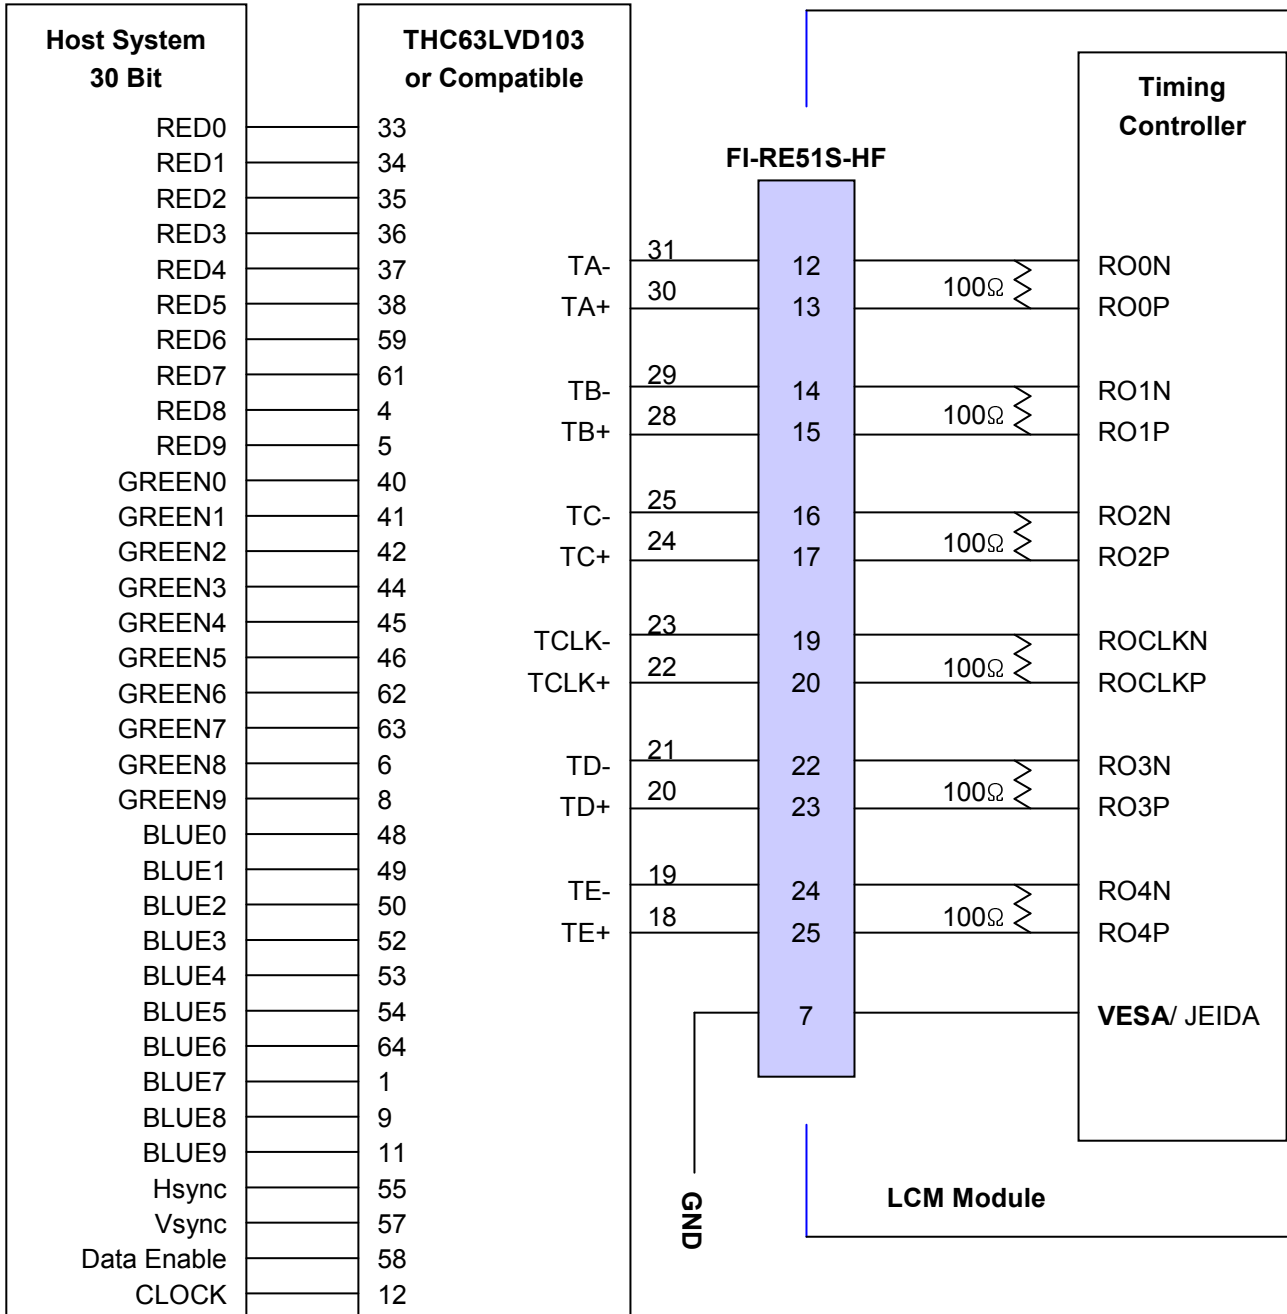 Host System
30 Bit
RED0
RED1
RED2
RED3
RED4
RED5
RED6
RED7
RED8
RED9
GREEN0
GREEN1
GREEN2
GREEN3
GREEN4
GREEN5
GREEN6
GREEN7
GREEN8
GREEN9
BLUE0
BLUE1
BLUE2
BLUE3
BLUE4
BLUE5
BLUE6
BLUE7
BLUE8
BLUE9
Hsync
Vsync
Data Enable
CLOCK
THC63LVD103
or Compatible
33
34
35
36
37
38
59
61
4
5
40
41
42
44
45
46
62
63
6
8
48
49
50
52
53
54
64
1
9
11
55
57
58
12
TA-
TA+
TB-
TB+
TC-
TC+
TCLK-
TCLK+
TD-
TD+
TE-
TE+
31
30
29
28
25
24
23
22
21
20
19
18
GND
FI-RE51S-HF
12
13
14
15
16
17
19
20
22
23
24
25
7
100Ω
100Ω
100Ω
100Ω
100Ω
100Ω
LCM Module
Timing
Controller
RO0N
RO0P
RO1N
RO1P
RO2N
RO2P
ROCLKN
ROCLKP
RO3N
RO3P
RO4N
RO4P
VESA/ JEIDA